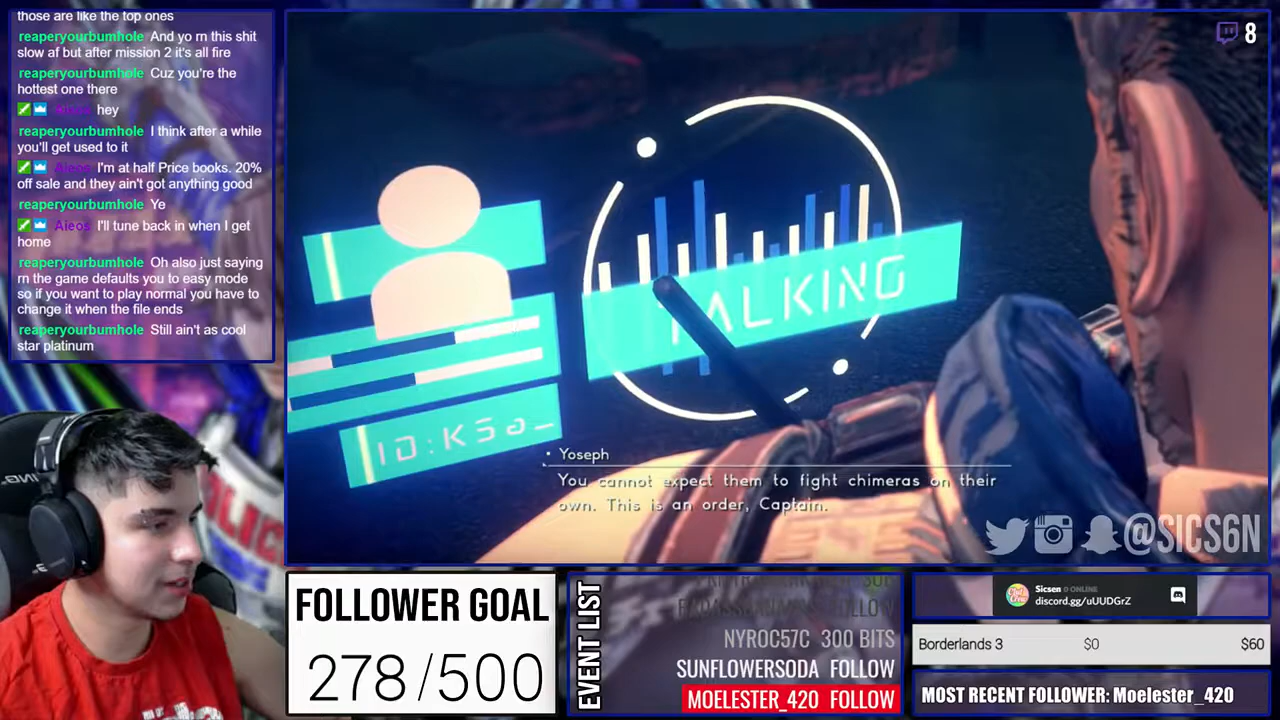 those are like the top ones
reaperyourbumhole And yo rn this shit
slow af but after mission 2 it's all fire
reaperyourbumhole Cuz you're the
hottest one there
hey
reaperyourbumhole I think after a while
you'll get used to it
Aieos I'm at half Price books. 20%
off sale and they ain't got anything good
reaperyourbumhole Ye
Aieos I'll tune back in when I get
home
reaperyourbumhole Oh also just saying
rn the game defaults you to easy mode
so if you want to play normal you have to
change it when the file ends
reaperyourbumhole Still ain't as cool
star platinum
8
TALKING
Yoseph
You cannot expect them to fight chimeras on their
own. This is an order, Captain.
@SICS6N
FOLLOWER GOAL
278/500
EVENT LIST
NYROC57C 300 BITS
SUNFLOWERSODA FOLLOW
MOELESTER_420 FOLLOW
Sicsen 0 ONLINE
discord.gg/uUUDGrZ
Borderlands 3 $0 $60
MOST RECENT FOLLOWER: Moelester_420